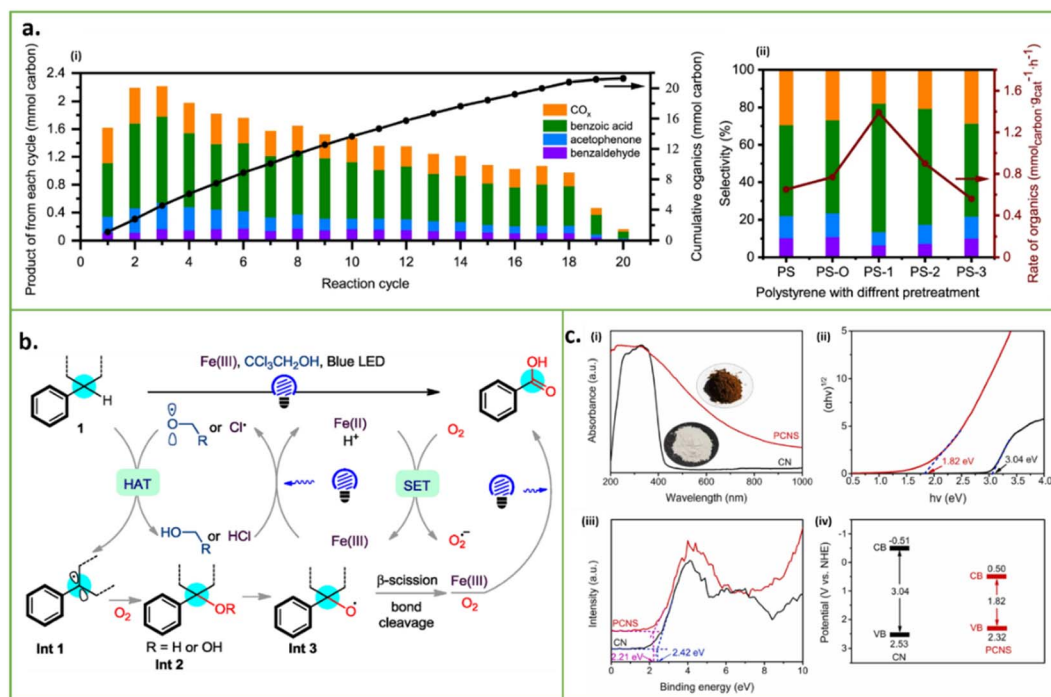 a.
(i)
Product of from each cycle (mmol carbon)
2.4
2
1.6
1.2
0.8
0.4
0
COx
benzoic acid
acetophenone
benzaldehyde
20
16
12
8
4
0
Cumulative oganics (mmol carbon)
0 2 4 6 8 10 12 14 16 18 20
Reaction cycle
(ii)
Selectivity (%)
100
80
60
40
20
0
1.6
1.2
0.8
0.4
0
Rate of organics (mmolcarbon·gcat⁻¹·h⁻¹)
PS PS-O PS-1 PS-2 PS-3
Polystyrene with diffrent pretreatment
b.
Fe(III), CCl3CH2OH, Blue LED
H
1
OH
O
O
R
or Cl•
Fe(II)
H+
O2
HAT
SET
HO
R
or HCl
Fe(III)
O2•-
O2
OR
O•
β-scission
bond
cleavage
Fe(III)
O2
Int 1
R = H or OH
Int 2
Int 3
c.
(i)
Absorbance (a.u.)
PCNS
CN
200 400 600 800 1000
Wavelength (nm)
(ii)
(αhv)1/2
5
4
3
2
1
0
1.82 eV
3.04 eV
0.0 0.5 1.0 1.5 2.0 2.5 3.0 3.5 4.0
hv (eV)
(iii)
Intensity (a.u.)
PCNS
CN
2.21 eV
2.42 eV
0 2 4 6 8 10
Binding energy (eV)
(iv)
Potential (V vs. NHE)
-1
0
1
2
3
CB
-0.51
3.04
VB
2.53
CN
0.50
CB
1.82
VB
2.32
PCNS